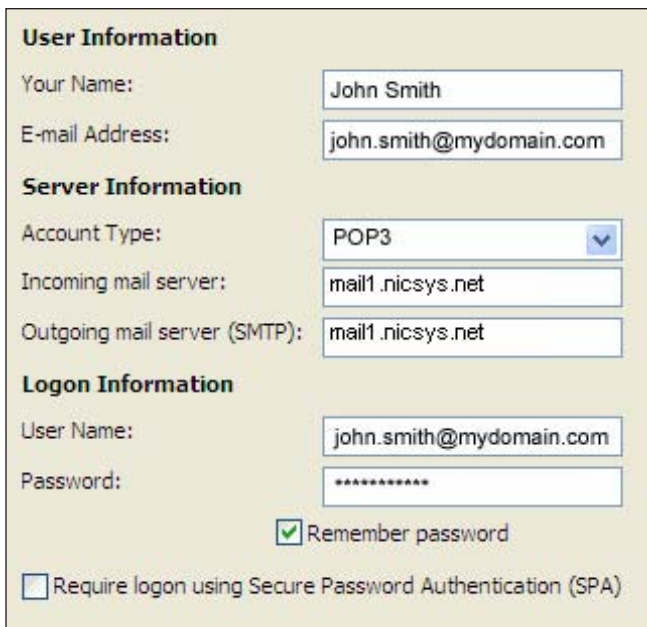 User Information
Your Name: John Smith
E-mail Address: john.smith@mydomain.com
Server Information
Account Type: POP3
Incoming mail server: mail1.nicsys.net
Outgoing mail server (SMTP): mail1.nicsys.net
Logon Information
User Name: john.smith@mydomain.com
Password: ***********
Remember password
Require logon using Secure Password Authentication (SPA)